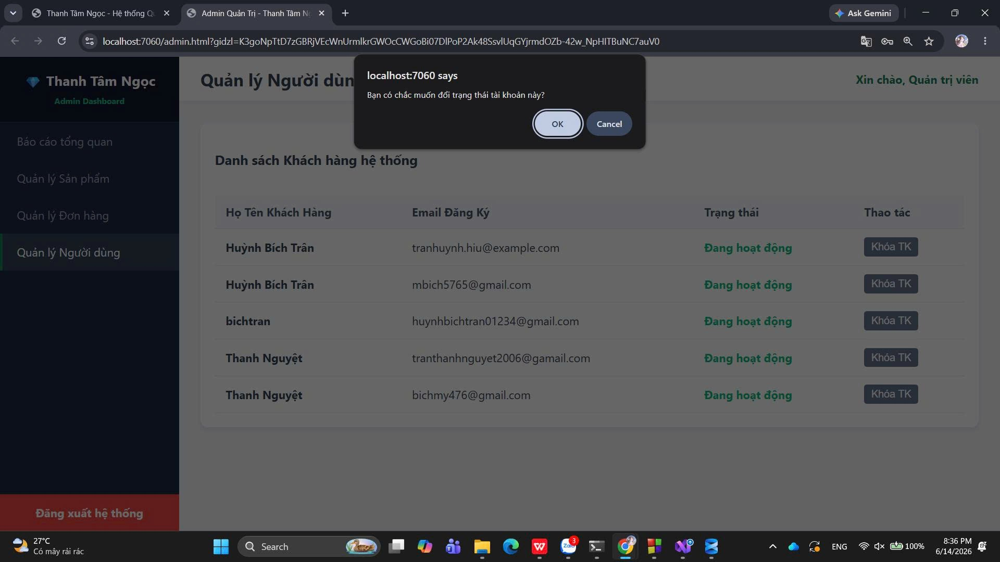 Thanh Tâm Ngọc - Hệ thống Qu
Admin Quản Trị - Thanh Tâm Ng
Ask Gemini
localhost:7060/admin.html?gidzl=K3goNpTtD7zGBRjVEcWnUrmlkrGWOcCWGoBi07DlPoP2Ak48SsvlUqGYjrmdOZb-42w_NpHITBuNC7auV0
Thanh Tâm Ngọc
Admin Dashboard
Báo cáo tổng quan
Quản lý Sản phẩm
Quản lý Đơn hàng
Quản lý Người dùng
Đăng xuất hệ thống
Quản lý Người dùn
Xin chào, Quản trị viên
localhost:7060 says
Bạn có chắc muốn đổi trạng thái tài khoản này?
OK
Cancel
Danh sách Khách hàng hệ thống
Họ Tên Khách Hàng Email Đăng Ký Trạng thái Thao tác
Huỳnh Bích Trân tranhuynh.hiu@example.com Đang hoạt động Khóa TK
Huỳnh Bích Trân mbich5765@gmail.com Đang hoạt động Khóa TK
bichtran huynhbichtran01234@gmail.com Đang hoạt động Khóa TK
Thanh Nguyệt tranthanhnguyet2006@gamail.com Đang hoạt động Khóa TK
Thanh Nguyệt bichmy476@gmail.com Đang hoạt động Khóa TK
27°C
Có mây rải rác
Search
Zalo
3
ENG
100%
8:36 PM
6/14/2026